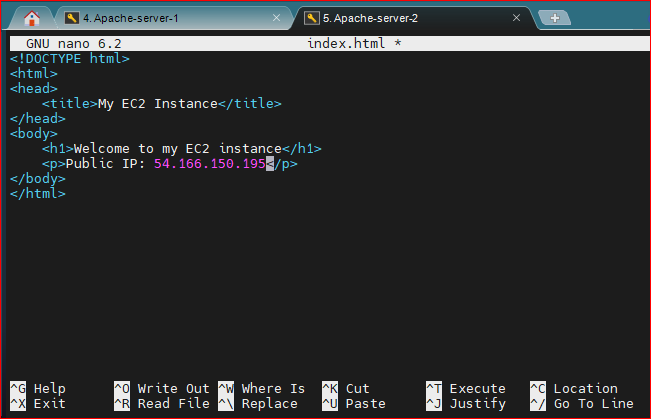 4. Apache-server-1
5. Apache-server-2
GNU nano 6.2 index.html *
<!DOCTYPE html>
<html>
<head>
    <title>My EC2 Instance</title>
</head>
<body>
    <h1>Welcome to my EC2 instance</h1>
    <p>Public IP: 54.166.150.195</p>
</body>
</html>
^G Help ^O Write Out ^W Where Is ^K Cut ^T Execute ^C Location
^X Exit ^R Read File ^\ Replace ^U Paste ^J Justify ^/ Go To Line